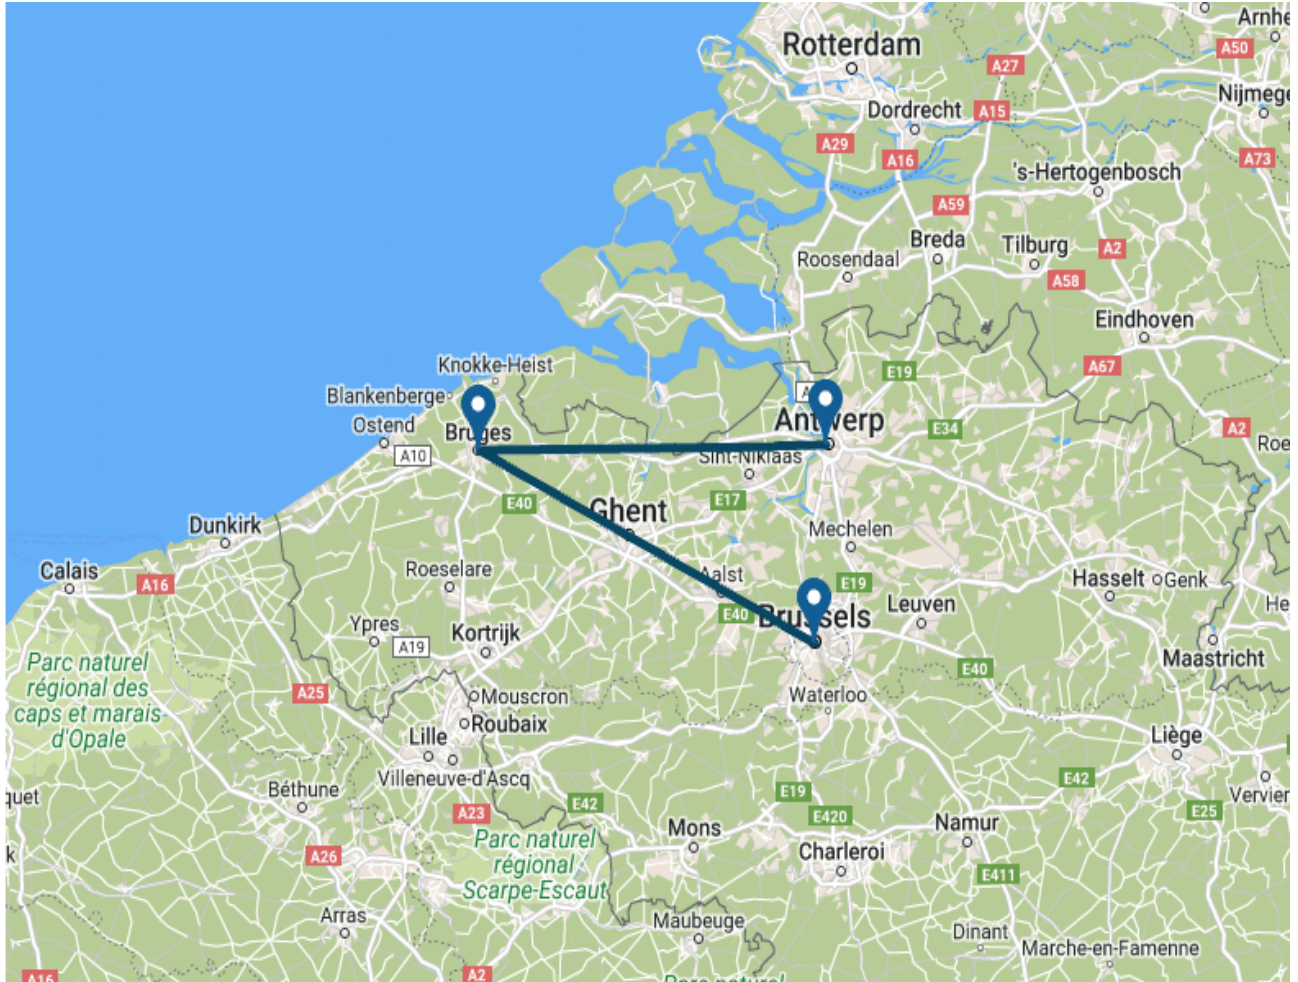 Rotterdam
Arnhe
A50
A27
Nijmege
Dordrecht
A15
A29
A16
A73
's-Hertogenbosch
A59
Breda
Tilburg
A2
Roosendaal
A58
Eindhoven
Knokke-Heist
E19
A67
Blankenberge
A
Ostend
Bruges
Antwerp
E34
A2
Roe
A10
Sint-Niklaas
E40
Ghent
E17
Dunkirk
Mechelen
Calais
A16
Roeselare
Aalst
E19
Hasselt
Genk
Leuven
He
Ypres
Kortrijk
E40
Brussels
A19
Maastricht
Parc naturel
régional des
caps et marais
d'Opale
E40
A25
Mouscron
Waterloo
Roubaix
Lille
Liège
Villeneuve-d'Ascq
E42
Béthune
E19
quet
Vervier
E42
A23
E420
E25
Mons
Namur
Parc naturel
régional
Scarpe-Escaut
k
A26
Charleroi
E411
Arras
Maubeuge
Dinant
Marche-en-Famenne
A16
A2
Parc naturel